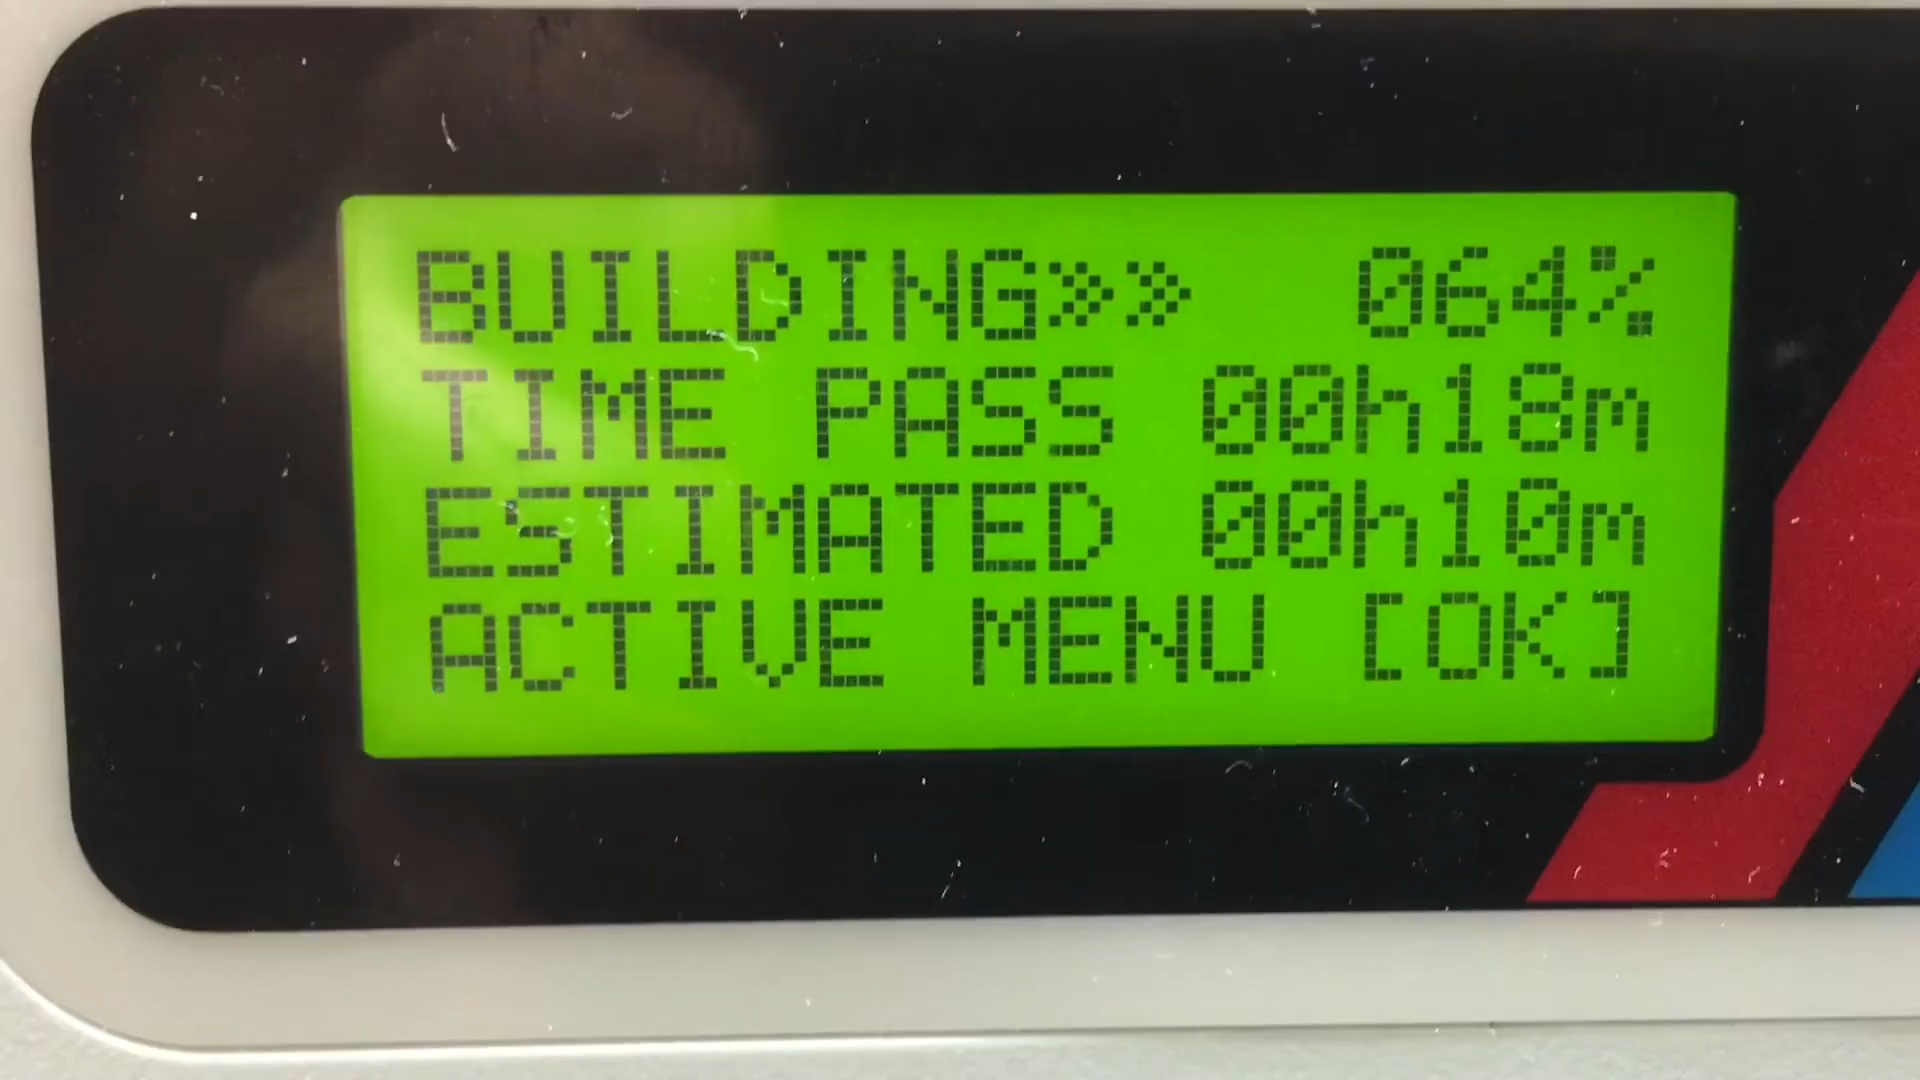 BUILDING»» 064%
TIME PASS 00h18m
ESTIMATED 00h10m
ACTIVE MENU [OK]